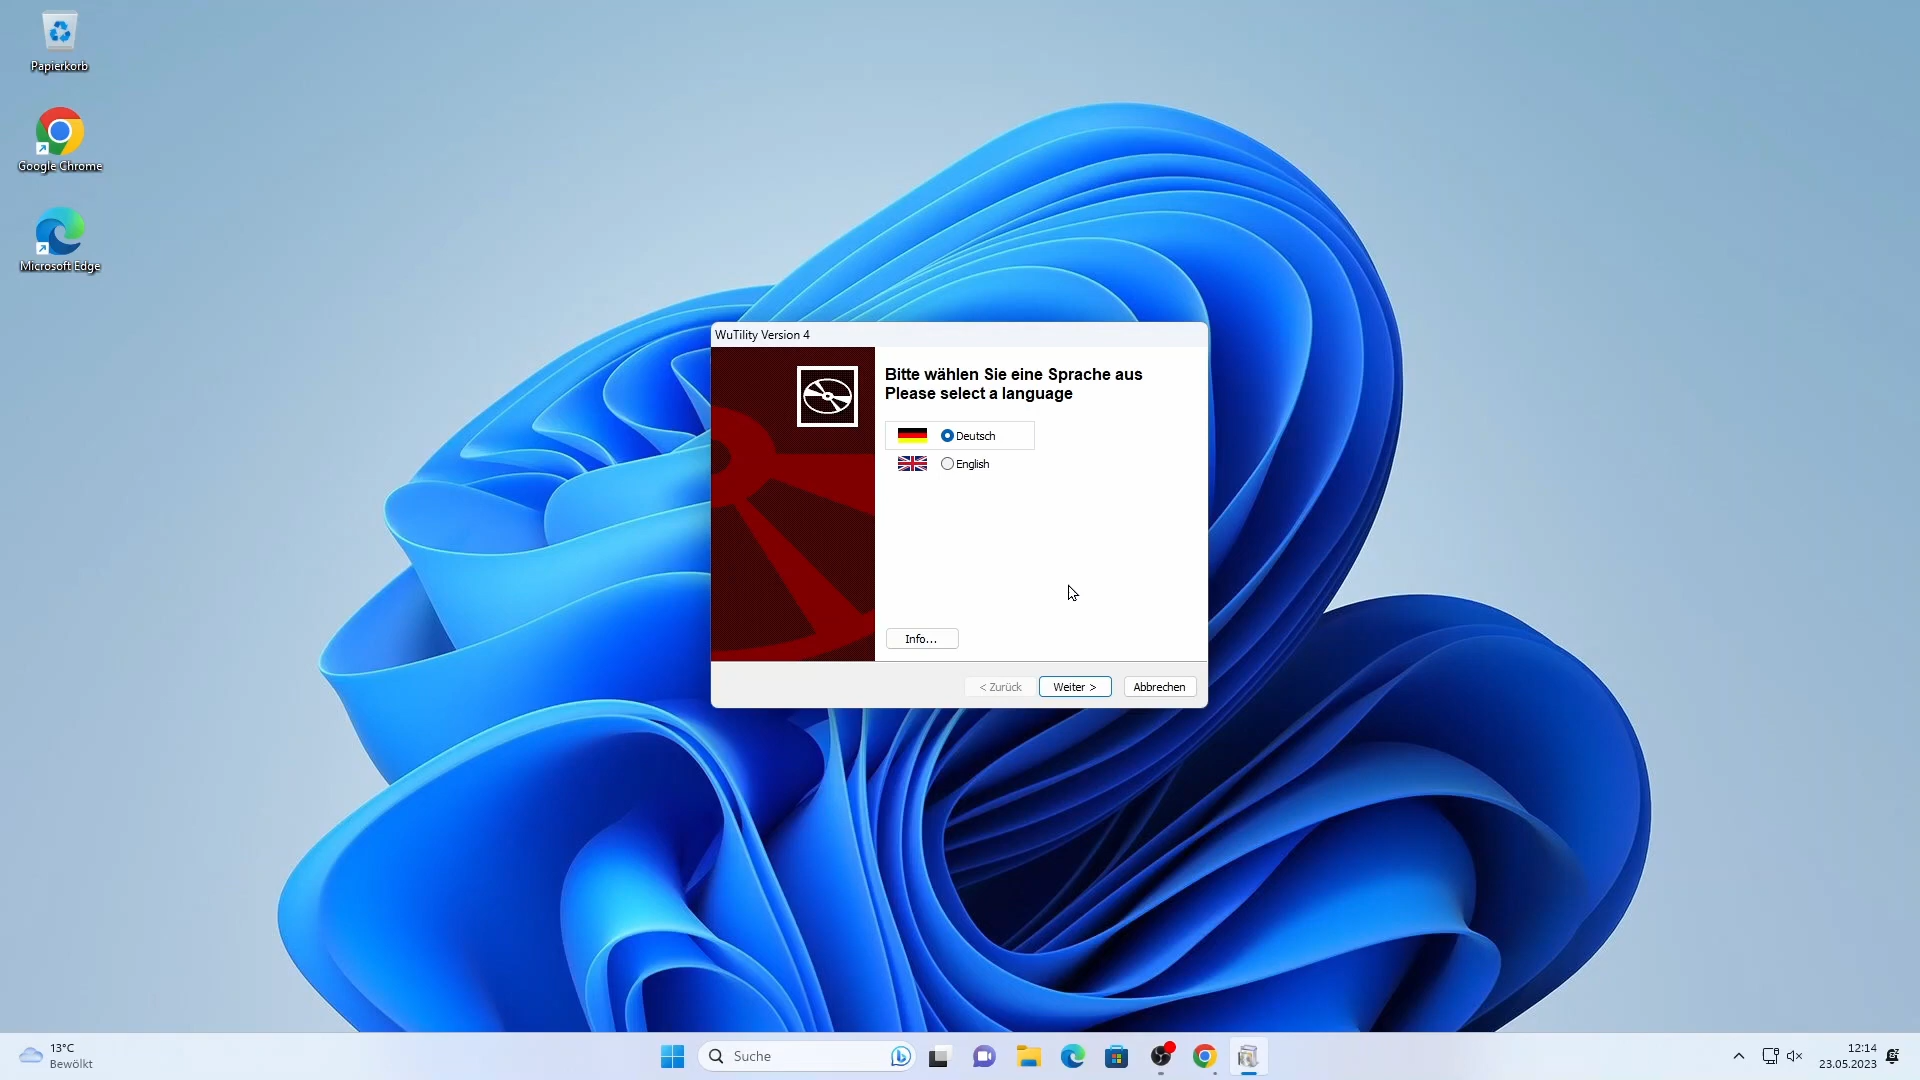 Papierkorb
Google Chrome
Microsoft Edge
WuTility Version 4
Bitte wählen Sie eine Sprache aus
Please select a language
Deutsch
English
Info...
< Zurück
Weiter >
Abbrechen
13°C
Bewölkt
Suche
12:14
23.05.2023